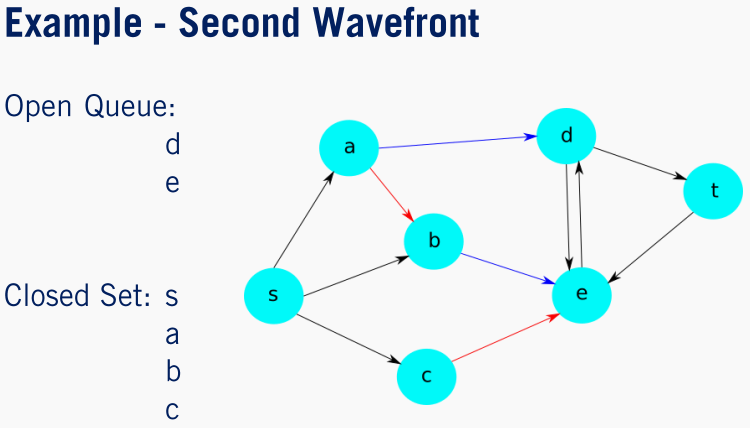 Example - Second Wavefront
Open Queue:
d
e
Closed Set: s
a
b
c
a
d
t
b
s
e
c